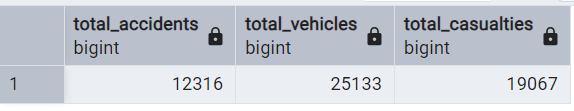 total_accidents total_vehicles total_casualties
bigint bigint bigint
1 12316 25133 19067